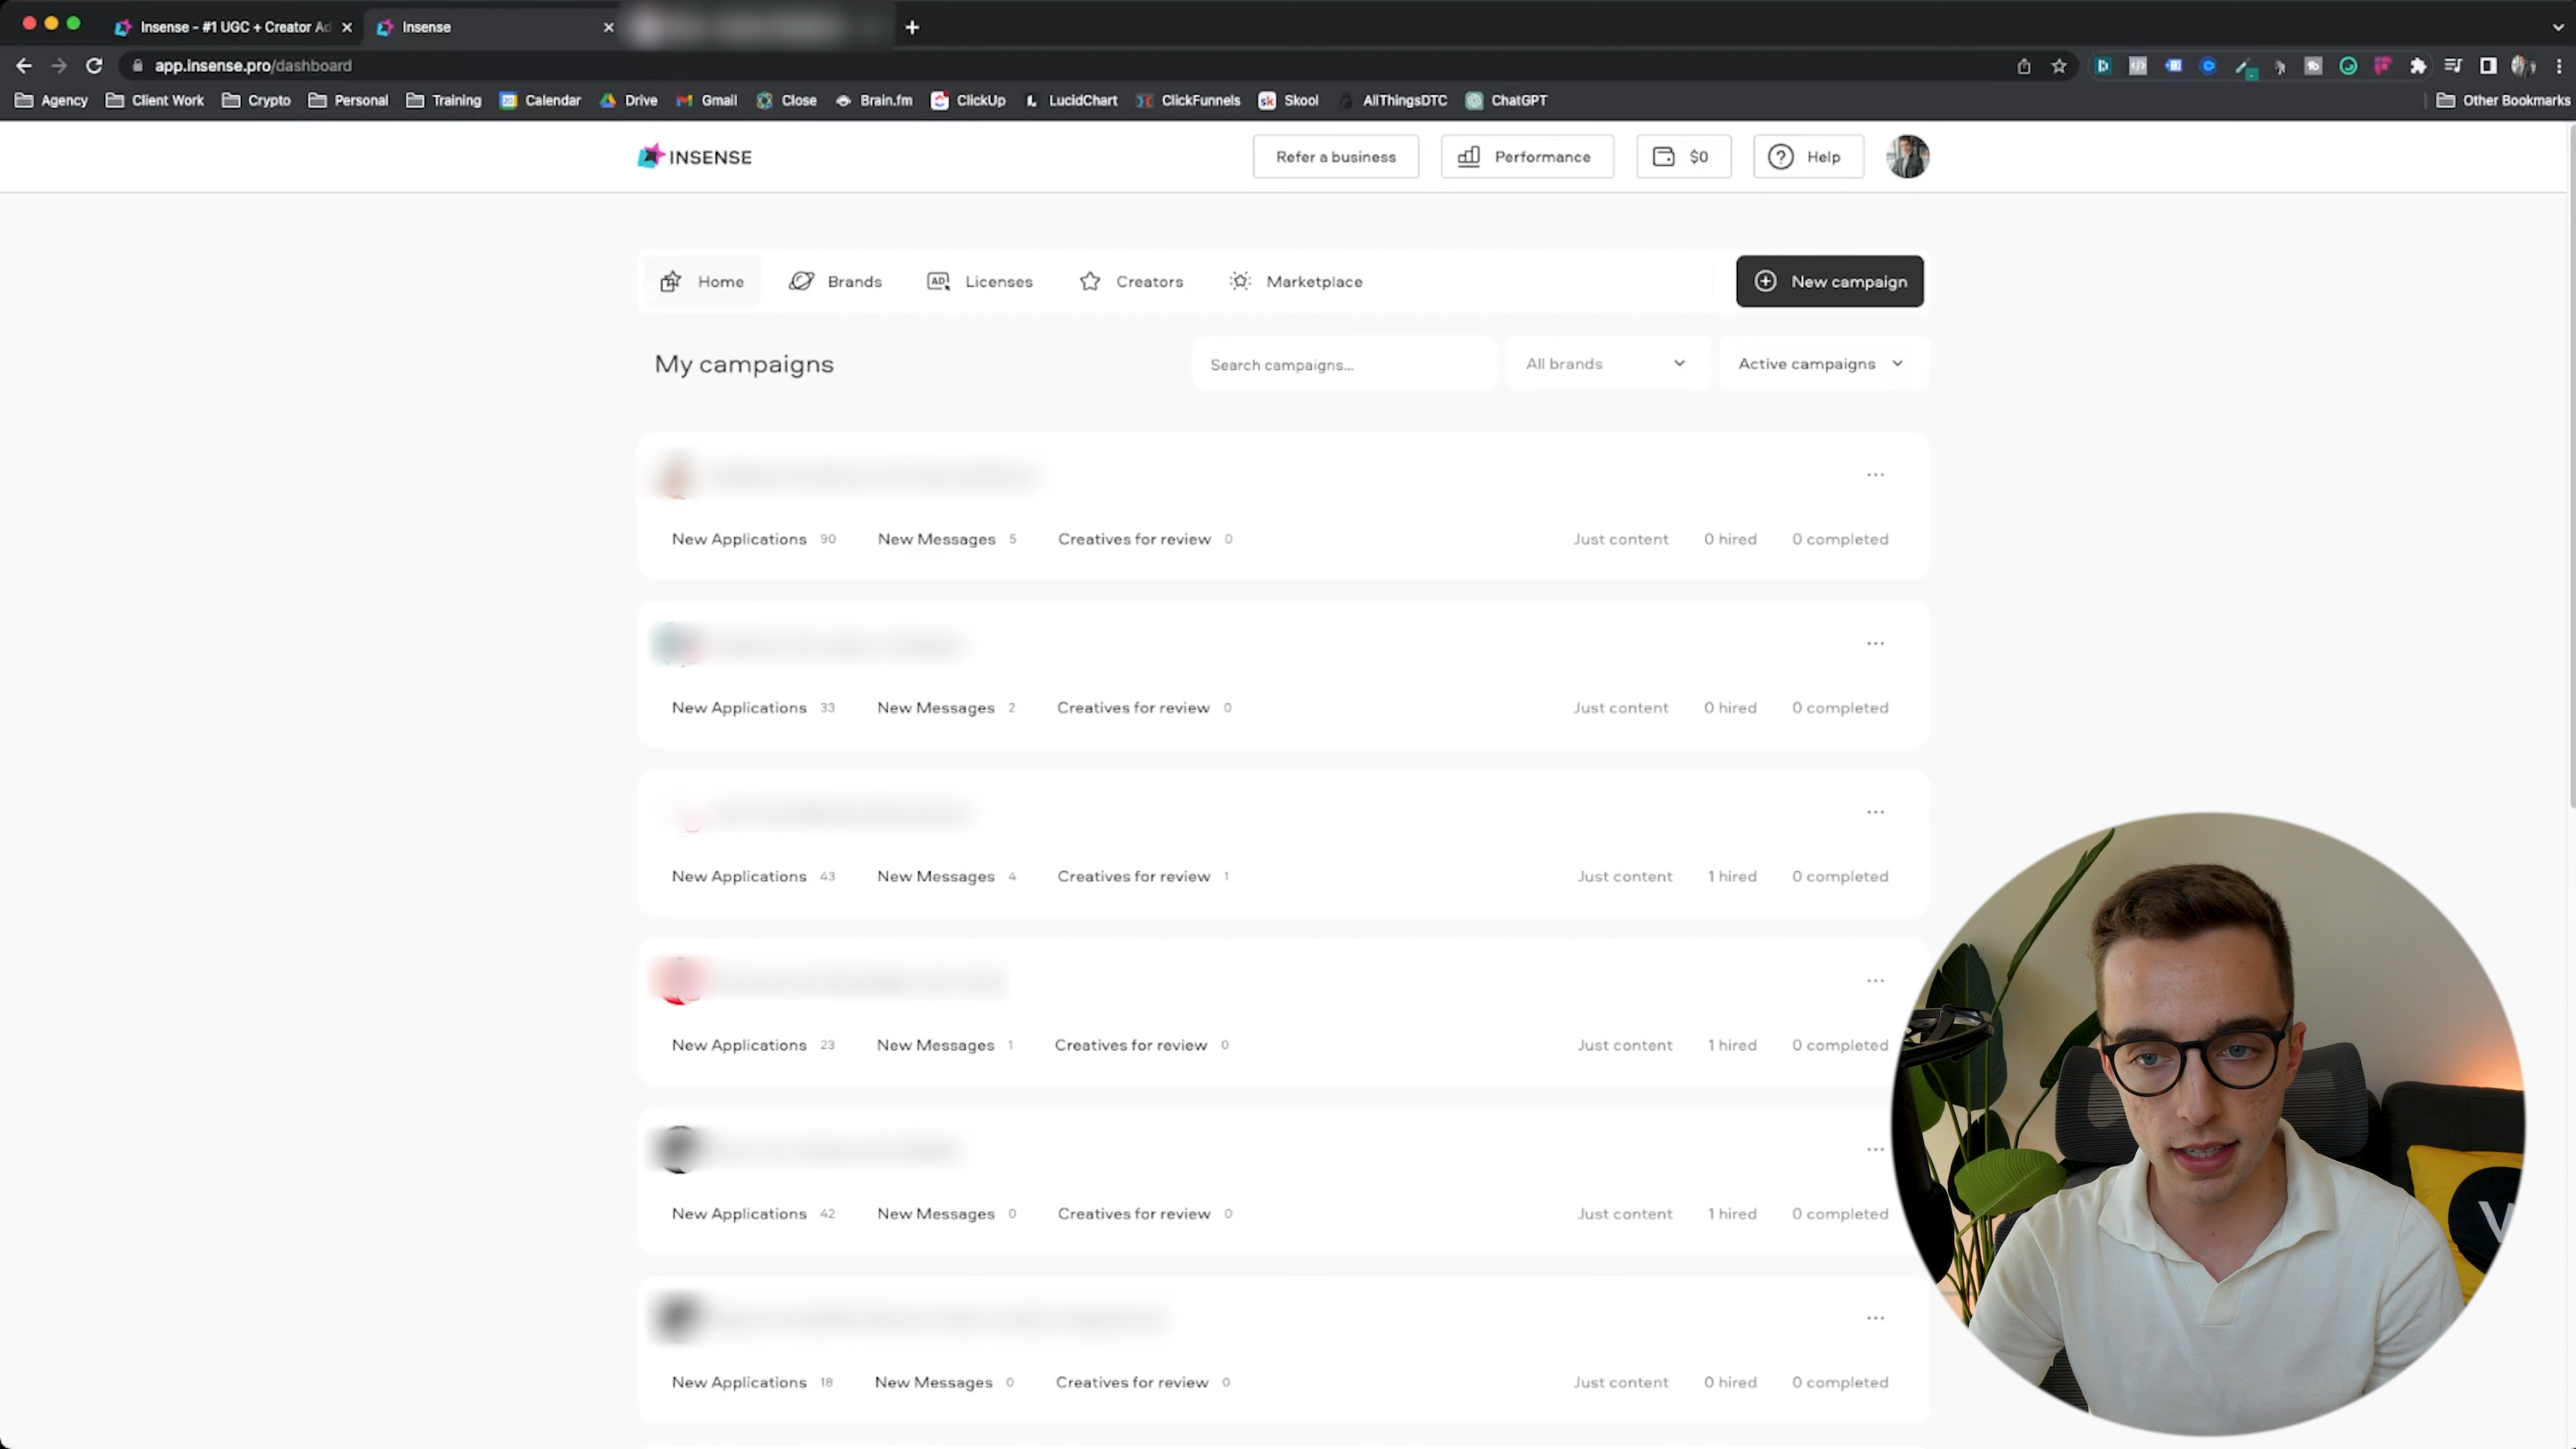 Insense - #1 UGC + Creator Ad
Insense
app.insense.pro/dashboard
Agency
Client Work
Crypto
Personal
Training
Calendar
Drive
Gmail
Close
Brain.fm
ClickUp
LucidChart
ClickFunnels
sk
Skool
AllThingsDTC
ChatGPT
Other Bookmarks
INSENSE
Refer a business
Performance
$0
Help
Home
Brands
AD
Licenses
Creators
Marketplace
New campaign
My campaigns
Search campaigns...
All brands
Active campaigns
New Applications 90 New Messages 5 Creatives for review 0 Just content 0 hired 0 completed
New Applications 33 New Messages 2 Creatives for review 0 Just content 0 hired 0 completed
New Applications 43 New Messages 4 Creatives for review 1 Just content 1 hired 0 completed
New Applications 23 New Messages 1 Creatives for review 0 Just content 1 hired 0 completed
New Applications 42 New Messages 0 Creatives for review 0 Just content 1 hired 0 completed
New Applications 18 New Messages 0 Creatives for review 0 Just content 0 hired 0 completed